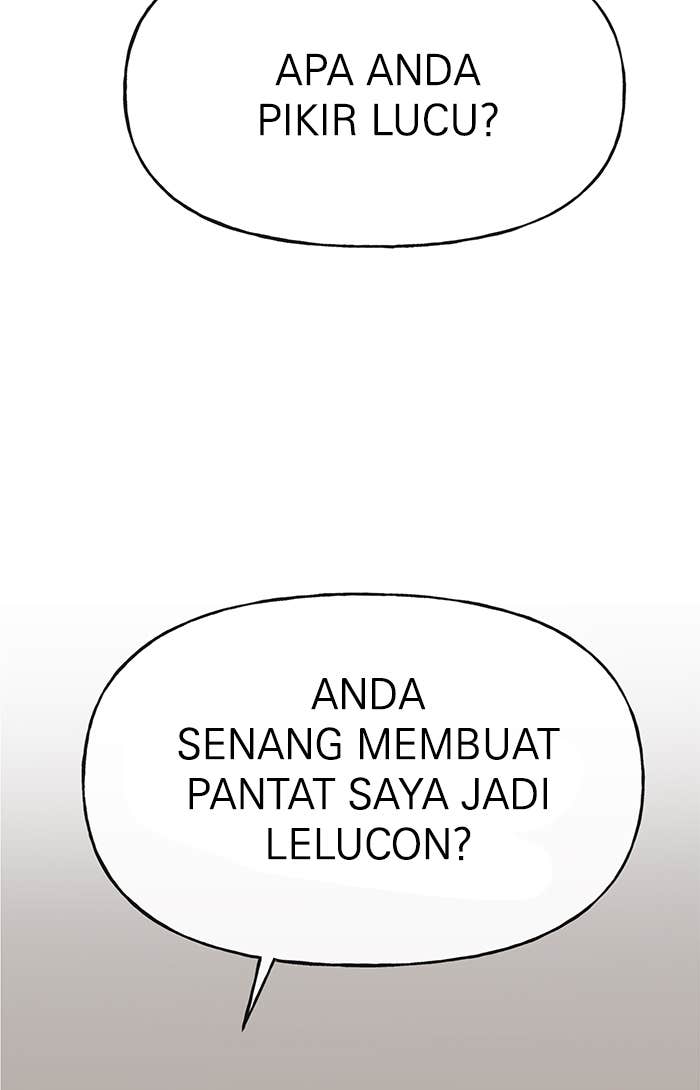 APA ANDA
PIKIR LUCU?
ANDA
SENANG MEMBUAT
PANTAT SAYA JADI
LELUCON?